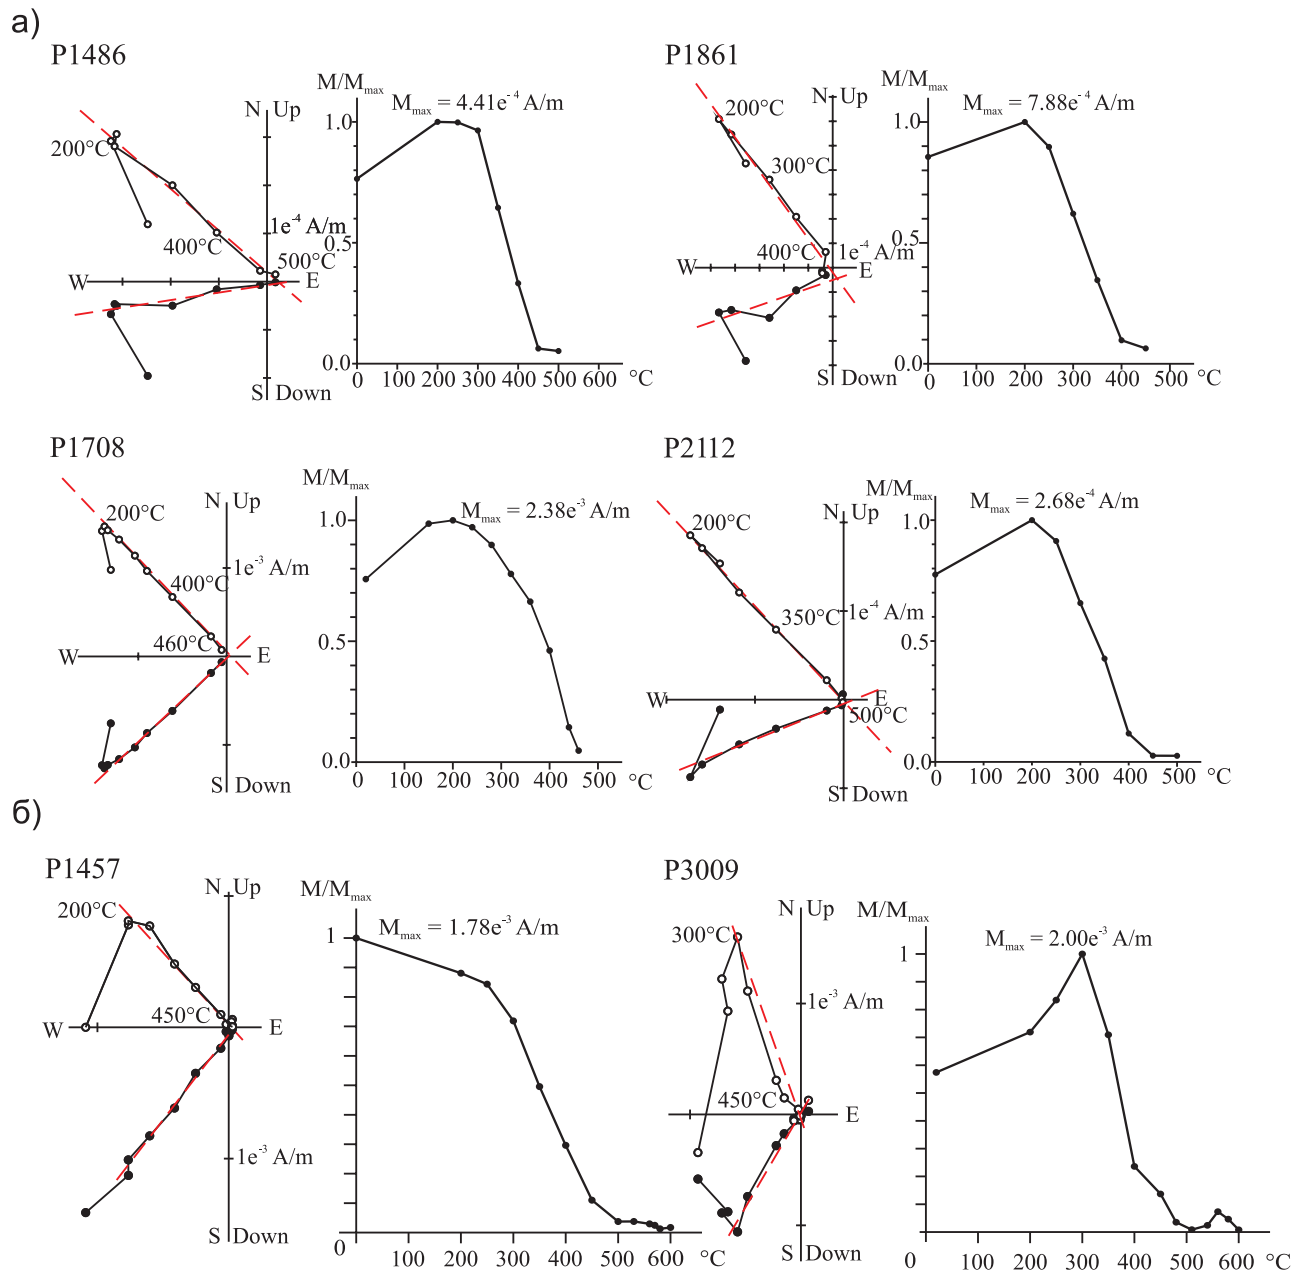 а)
P1486
N Up
200°C
400°C
500°C
1e⁻⁴ A/m
W
E
S Down
M/Mmax
Mmax = 4.41e⁻⁴ A/m
1.0
0.5
0.0
0 100 200 300 400 500 600 °C
P1861
N Up
200°C
300°C
400°C
1e⁻⁴ A/m
W
E
S Down
M/Mmax
Mmax = 7.88e⁻⁴ A/m
1.0
0.5
0.0
0 100 200 300 400 500 °C
P1708
N Up
200°C
1e⁻³ A/m
400°C
460°C
W
E
S Down
M/Mmax
Mmax = 2.38e⁻³ A/m
1.0
0.5
0.0
0 100 200 300 400 500 °C
P2112
N Up
200°C
350°C
1e⁻⁴ A/m
W
E
500°C
S Down
M/Mmax
Mmax = 2.68e⁻⁴ A/m
1.0
0.5
0.0
0 100 200 300 400 500 °C
б)
P1457
N Up
200°C
450°C
W
E
1e⁻³ A/m
S Down
M/Mmax
Mmax = 1.78e⁻³ A/m
1
0
0 100 200 300 400 500 600 °C
P3009
N Up
300°C
1e⁻³ A/m
450°C
E
S Down
M/Mmax
Mmax = 2.00e⁻³ A/m
1
0
0 100 200 300 400 500 600 °C